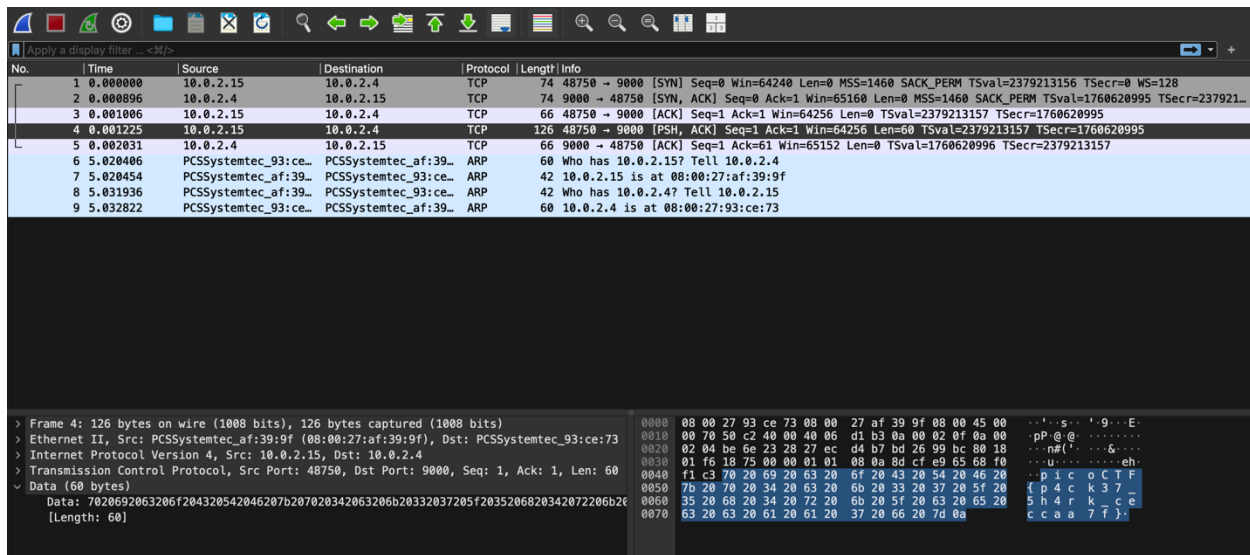 Apply a display filter ... <⌘/>
No. Time Source Destination Protocol Length Info
1 0.000000 10.0.2.15 10.0.2.4 TCP 74 48750 → 9000 [SYN] Seq=0 Win=64240 Len=0 MSS=1460 SACK_PERM TSval=2379213156 TSecr=0 WS=128
2 0.000896 10.0.2.4 10.0.2.15 TCP 74 9000 → 48750 [SYN, ACK] Seq=0 Ack=1 Win=65160 Len=0 MSS=1460 SACK_PERM TSval=1760620995 TSecr=237921…
3 0.001006 10.0.2.15 10.0.2.4 TCP 66 48750 → 9000 [ACK] Seq=1 Ack=1 Win=64256 Len=0 TSval=2379213157 TSecr=1760620995
4 0.001225 10.0.2.15 10.0.2.4 TCP 126 48750 → 9000 [PSH, ACK] Seq=1 Ack=1 Win=64256 Len=60 TSval=2379213157 TSecr=1760620995
5 0.002031 10.0.2.4 10.0.2.15 TCP 66 9000 → 48750 [ACK] Seq=1 Ack=61 Win=65152 Len=0 TSval=1760620996 TSecr=2379213157
6 5.020406 PCSSystemtec_93:ce… PCSSystemtec_af:39… ARP 60 Who has 10.0.2.15? Tell 10.0.2.4
7 5.020454 PCSSystemtec_af:39… PCSSystemtec_93:ce… ARP 42 10.0.2.15 is at 08:00:27:af:39:9f
8 5.031936 PCSSystemtec_af:39… PCSSystemtec_93:ce… ARP 42 Who has 10.0.2.4? Tell 10.0.2.15
9 5.032822 PCSSystemtec_93:ce… PCSSystemtec_af:39… ARP 60 10.0.2.4 is at 08:00:27:93:ce:73
Frame 4: 126 bytes on wire (1008 bits), 126 bytes captured (1008 bits)
Ethernet II, Src: PCSSystemtec_af:39:9f (08:00:27:af:39:9f), Dst: PCSSystemtec_93:ce:73
Internet Protocol Version 4, Src: 10.0.2.15, Dst: 10.0.2.4
Transmission Control Protocol, Src Port: 48750, Dst Port: 9000, Seq: 1, Ack: 1, Len: 60
Data (60 bytes)
Data: 7020692063206f204320542046207b207020342063206b20332037205f203520682034207220​6b20
[Length: 60]
0000 08 00 27 93 ce 73 08 00 27 af 39 9f 08 00 45 00 ··'··s·· '·9···E·
0010 00 70 50 c2 40 00 40 06 d1 b3 0a 00 02 0f 0a 00 ·pP·@·@· ········
0020 02 04 be 6e 23 28 27 ec d4 b7 bd 26 99 bc 80 18 ···n#('· ···&····
0030 01 f6 18 75 00 00 01 01 08 0a 8d cf e9 65 68 f0 ···u···· ·····eh·
0040 f1 c3 70 20 69 20 63 20 6f 20 43 20 54 20 46 20 ··p i c o C T F
0050 7b 20 70 20 34 20 63 20 6b 20 33 20 37 20 5f 20 { p 4 c k 3 7 _
0060 35 20 68 20 34 20 72 20 6b 20 5f 20 63 20 65 20 5 h 4 r k _ c e
0070 63 20 63 20 61 20 61 20 37 20 66 20 7d 0a c c a a 7 f }·